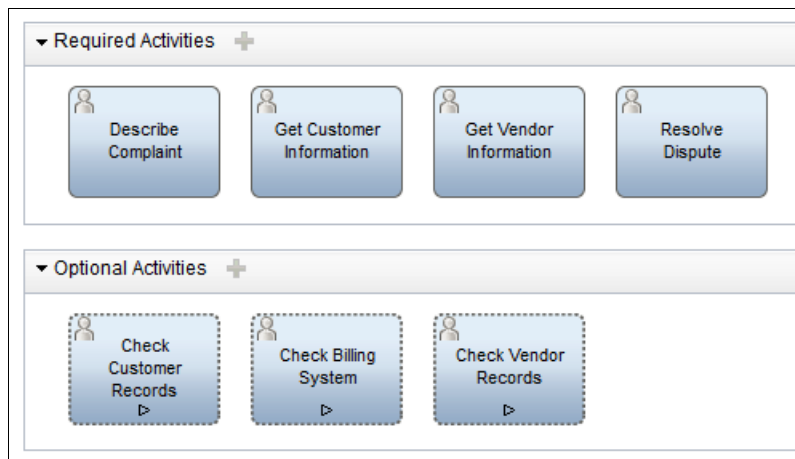 Required Activities
Describe
Complaint
Get Customer
Information
Get Vendor
Information
Resolve
Dispute
Optional Activities
Check
Customer
Records
Check Billing
System
Check Vendor
Records